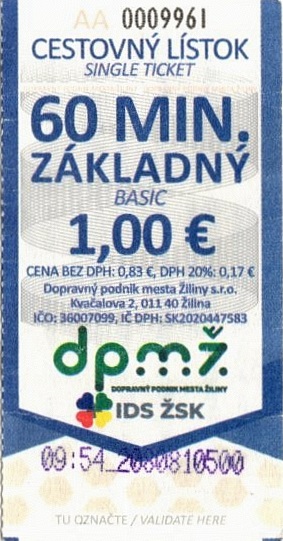 AA 0009961
CESTOVNÝ LÍSTOK
SINGLE TICKET
60 MIN.
ZÁKLADNÝ
BASIC
1,00 €
CENA BEZ DPH: 0,83 €, DPH 20%: 0,17 €
Dopravný podnik mesta Žiliny s.r.o.
Kvačalova 2, 011 40 Žilina
IČO: 36007099, IČ DPH: SK2020447583
dpmž
DOPRAVNÝ PODNIK MESTA ŽILINY
IDS ŽSK
09:54 2080810500
TU OZNAČTE / VALIDATE HERE